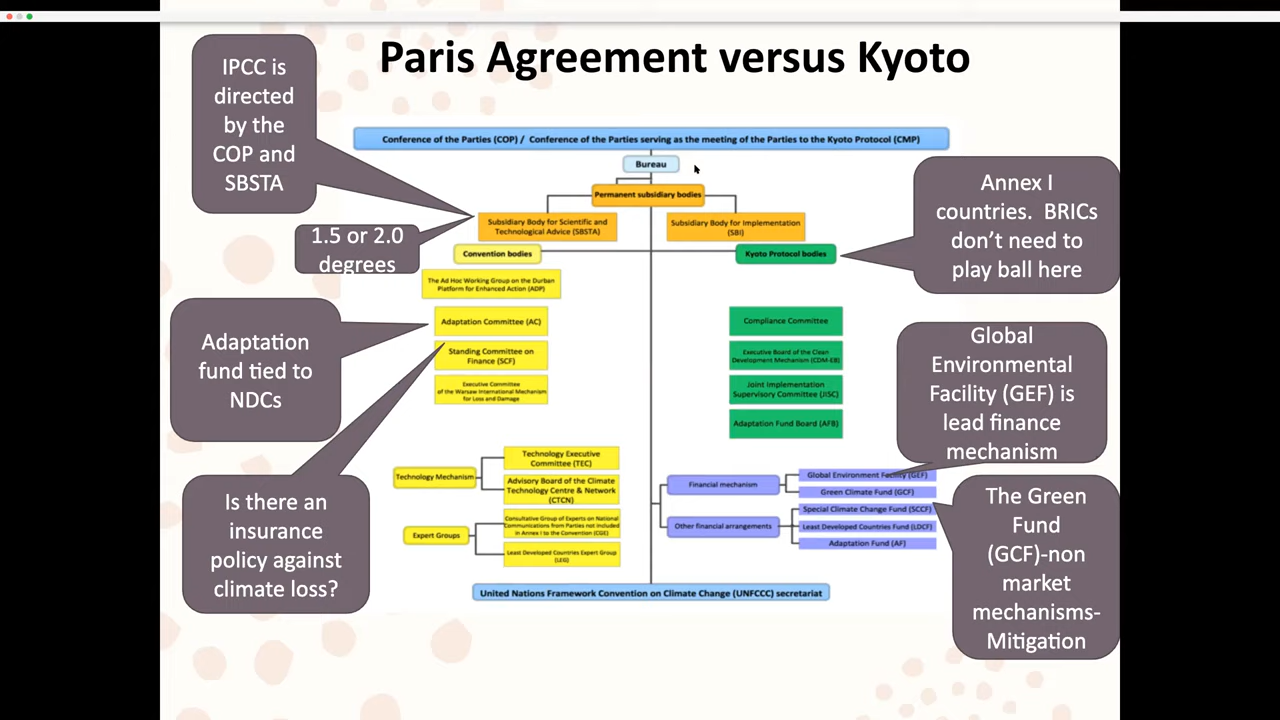 Paris Agreement versus Kyoto
IPCC is
directed
by the
COP and
SBSTA
1.5 or 2.0
degrees
Adaptation
fund tied to
NDCs
Is there an
insurance
policy against
climate loss?
Conference of the Parties (COP) / Conference of the Parties serving as the meeting of the Parties to the Kyoto Protocol (CMP)
Bureau
Permanent subsidiary bodies
Subsidiary Body for Scientific and
Technological Advice (SBSTA)
Subsidiary Body for Implementation
(SBI)
Convention bodies
Kyoto Protocol bodies
The Ad Hoc Working Group on the Durban
Platform for Enhanced Action (ADP)
Adaptation Committee (AC)
Standing Committee on
Finance (SCF)
Executive Committee
of the Warsaw International Mechanism
for Loss and Damage
Compliance Committee
Executive Board of the Clean
Development Mechanism (CDM-EB)
Joint Implementation
Supervisory Committee (JISC)
Adaptation Fund Board (AFB)
Technology Mechanism
Technology Executive
Committee (TEC)
Advisory Board of the Climate
Technology Centre & Network
(CTCN)
Expert Groups
Consultative Group of Experts on National
Communications from Parties not included
in Annex I to the Convention (CGE)
Least Developed Countries Expert Group
(LEG)
Financial mechanism
Global Environment Facility (GEF)
Green Climate Fund (GCF)
Other financial arrangements
Special Climate Change Fund (SCCF)
Least Developed Countries Fund (LDCF)
Adaptation Fund (AF)
United Nations Framework Convention on Climate Change (UNFCCC) secretariat
Annex I
countries. BRICs
don't need to
play ball here
Global
Environmental
Facility (GEF) is
lead finance
mechanism
The Green
Fund
(GCF)-non
market
mechanisms-
Mitigation